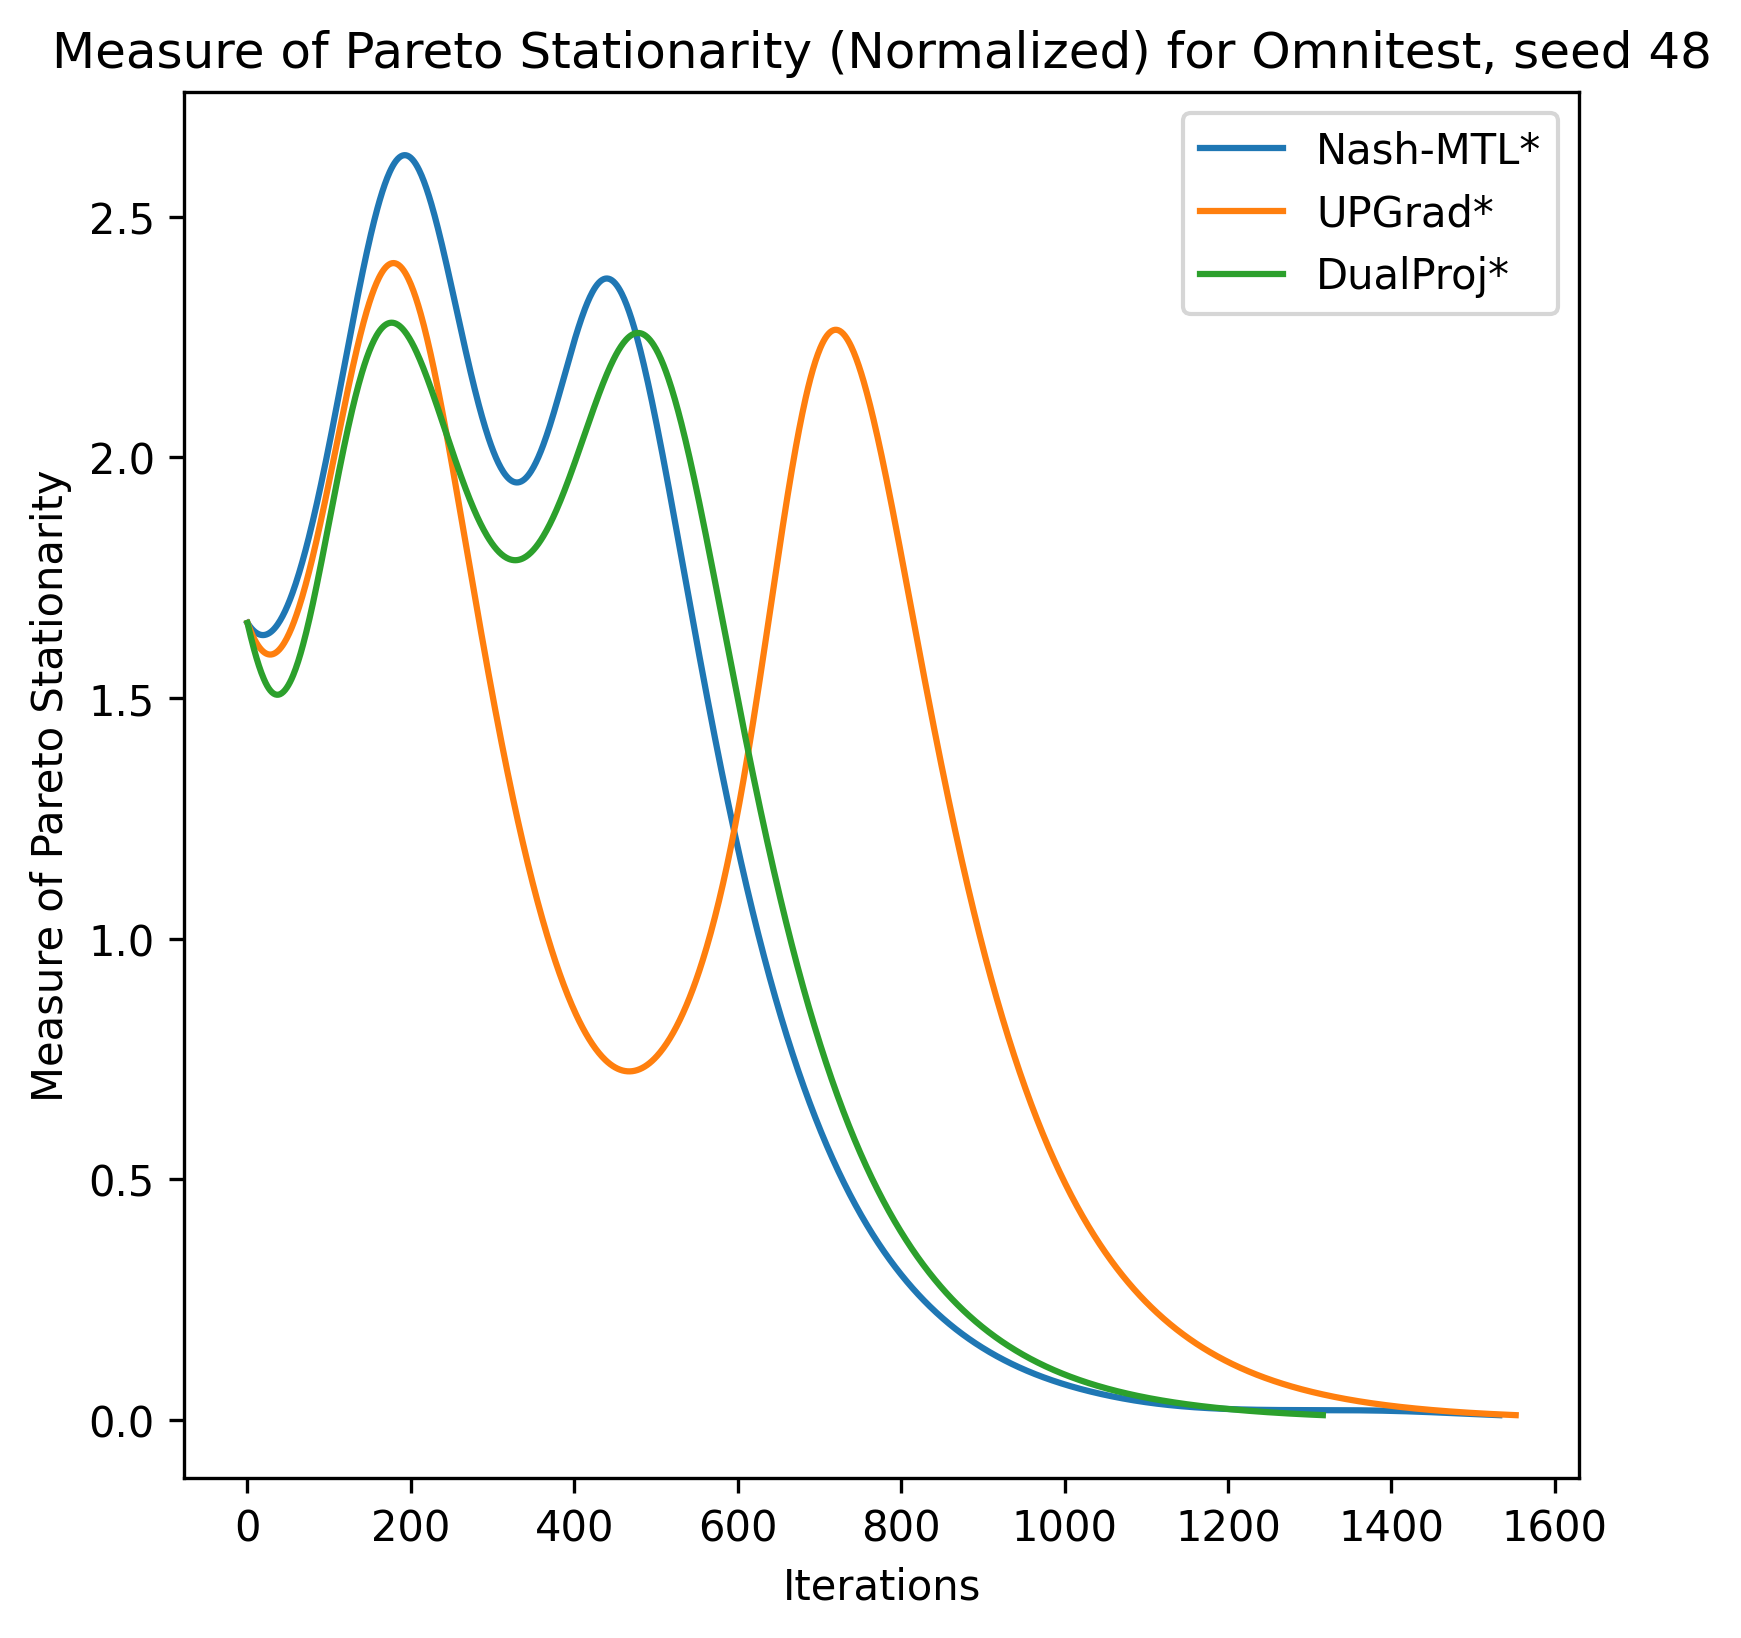 Measure of Pareto Stationarity (Normalized) for Omnitest, seed 48
Nash-MTL*
UPGrad*
DualProj*
Measure of Pareto Stationarity
2.5
2.0
1.5
1.0
0.5
0.0
0 200 400 600 800 1000 1200 1400 1600
Iterations